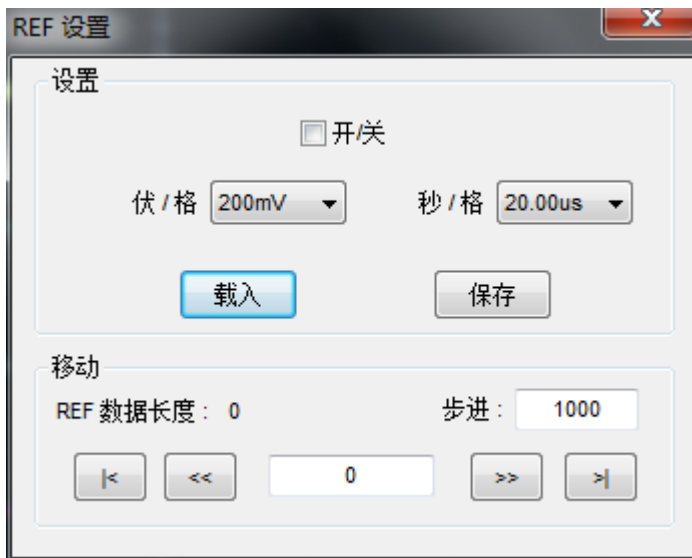 REF 设置
设置
开/关
伏 / 格 200mV 秒 / 格 20.00us
载入 保存
移动
REF 数据长度 : 0 步进 : 1000
|< << 0 >> >|